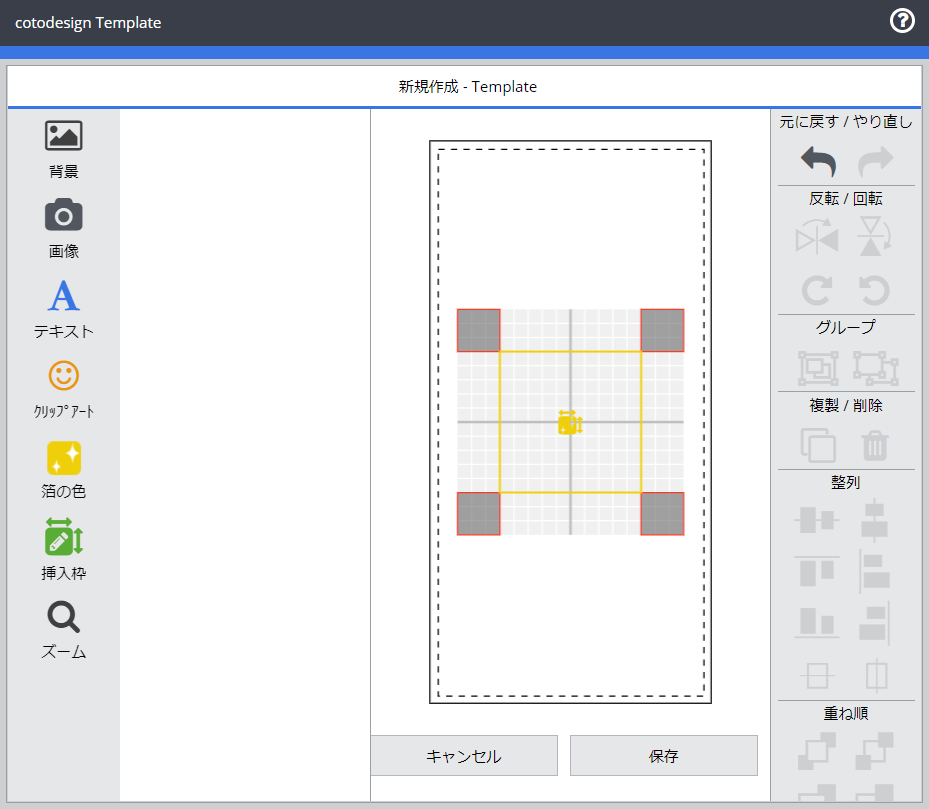 cotodesign Template
新規作成 - Template
背景
画像
テキスト
ｸﾘｯﾌﾟｱｰﾄ
箔の色
挿入枠
ズーム
キャンセル
保存
元に戻す / やり直し
反転 / 回転
グループ
複製 / 削除
整列
重ね順